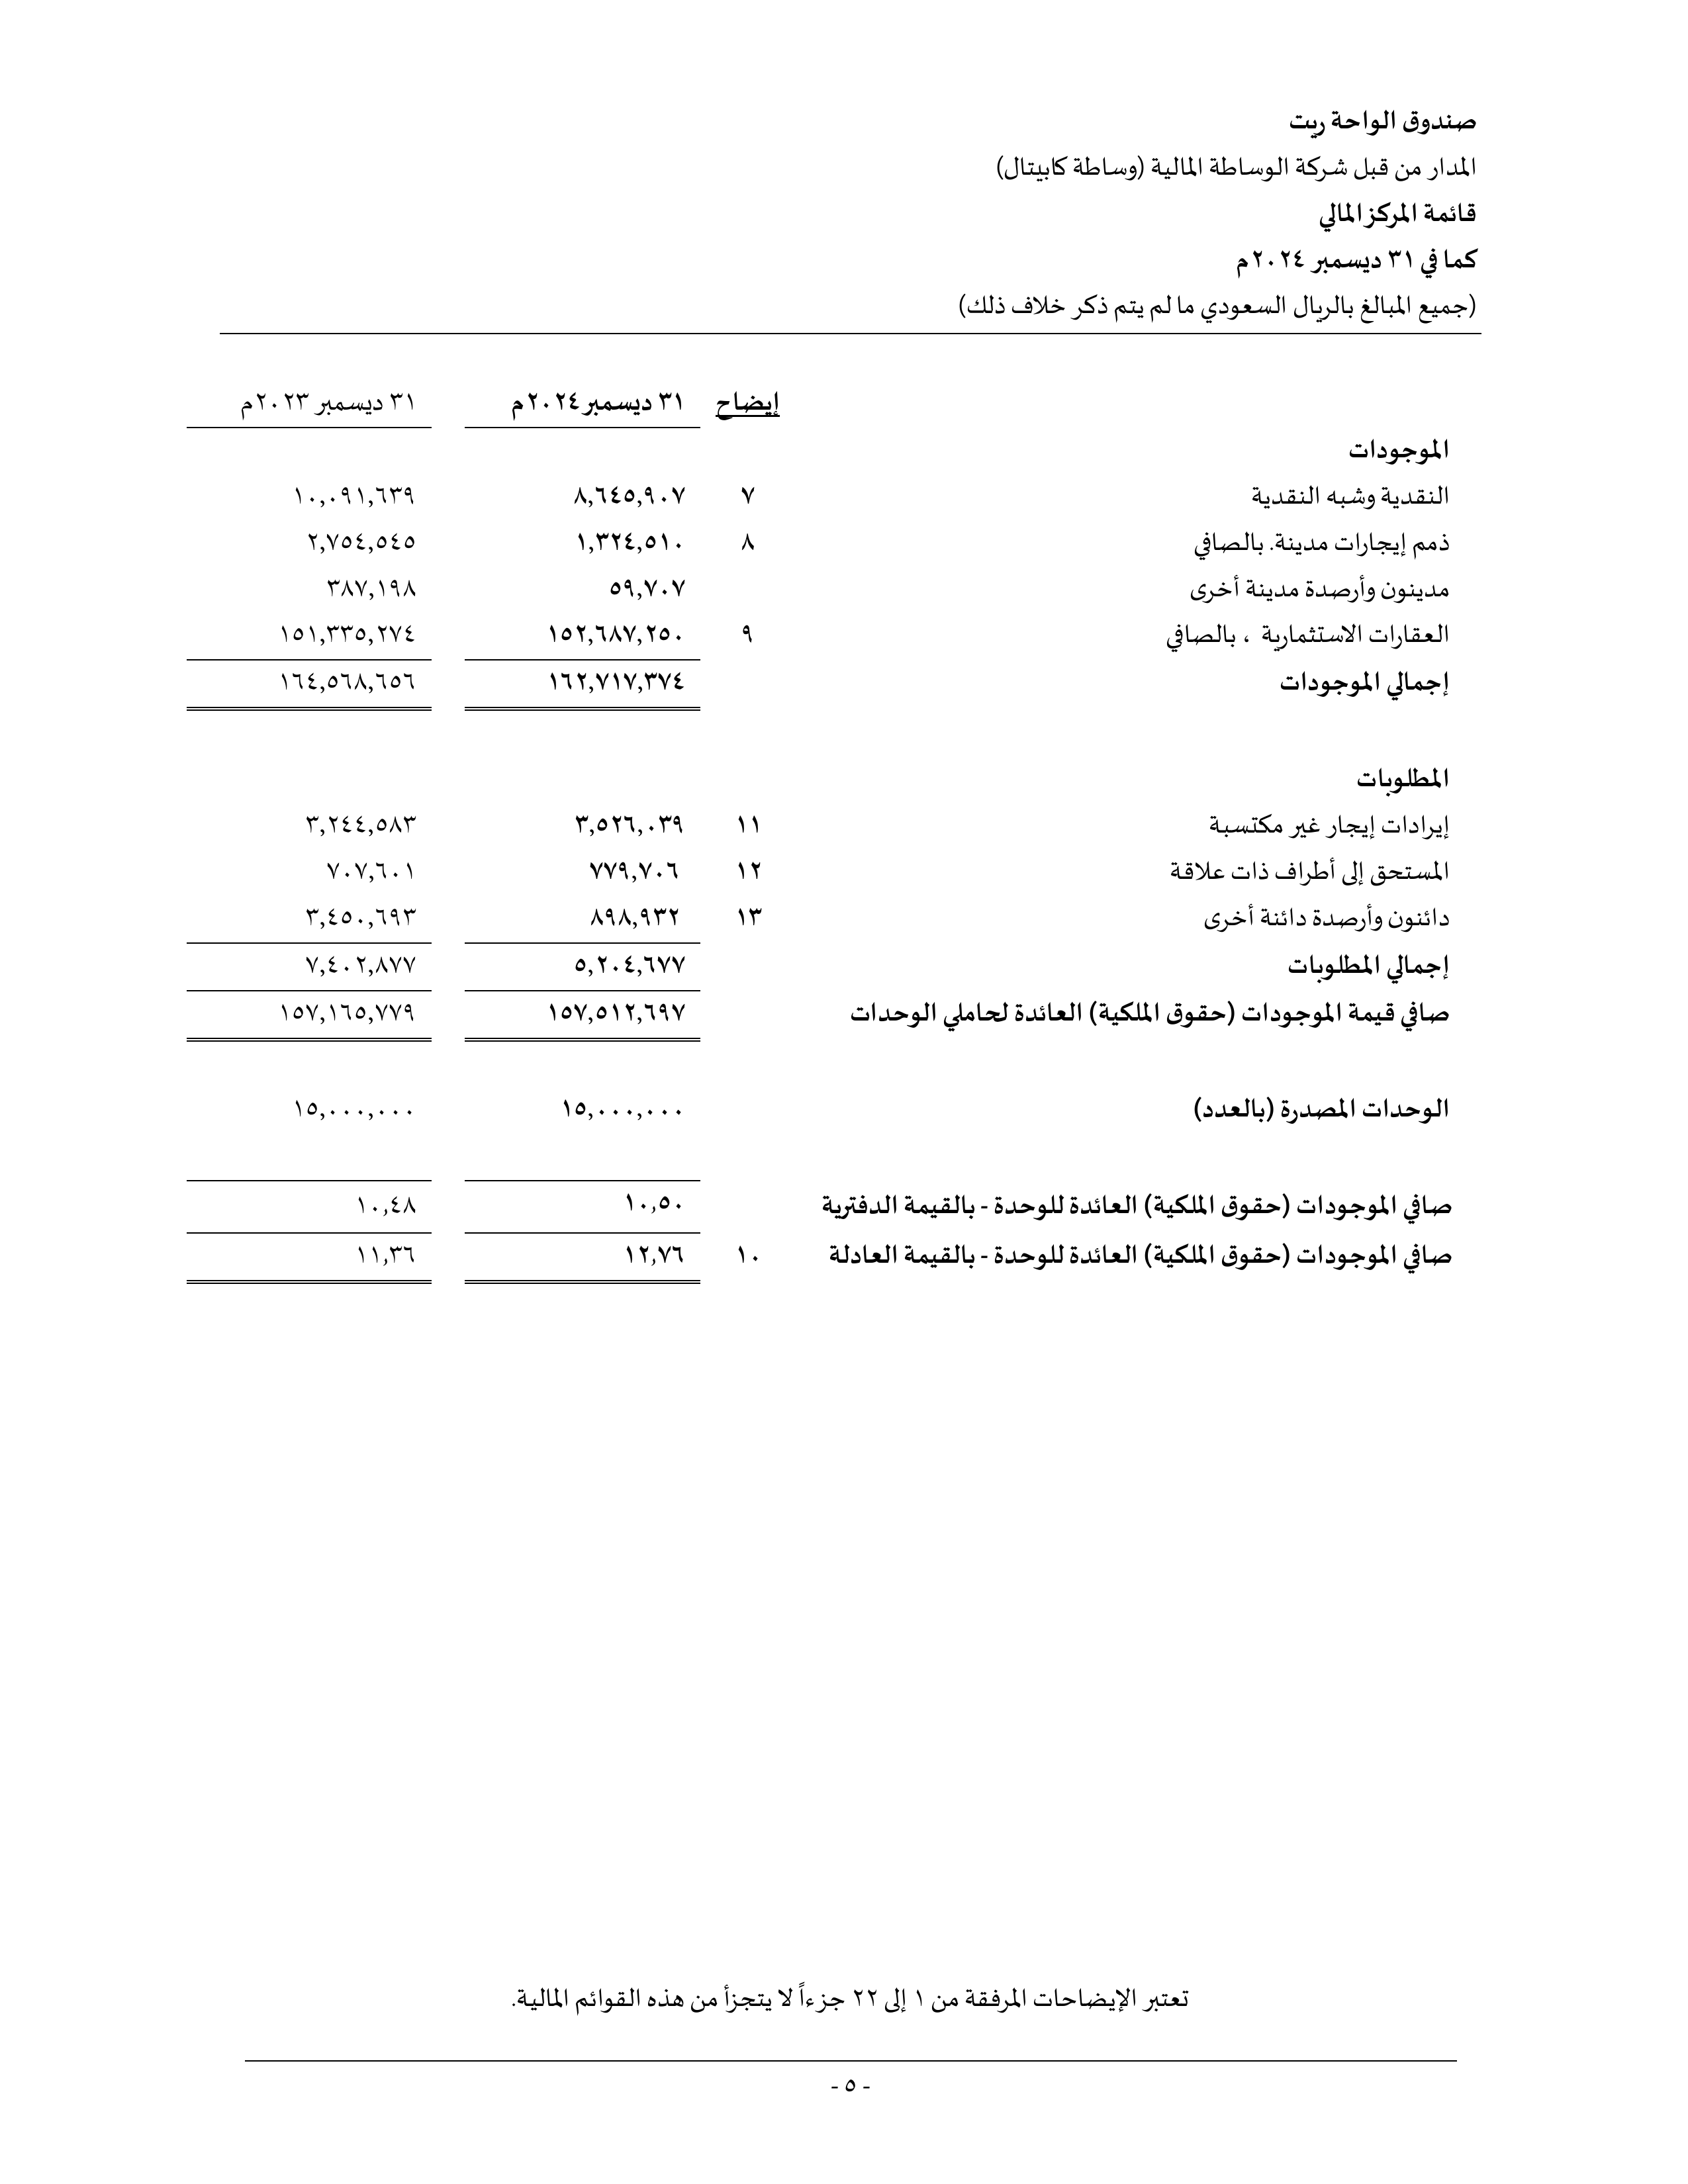 صندوق الواحة ريت
المدار من قبل شركة الوساطة المالية (وساطة كابيتال)
قائمة المركز المالي
كما في ٣١ ديسمبر ٢٠٢٤م
(جميع المبالغ بالريال السعودي ما لم يتم ذكر خلاف ذلك)
إيضاح ٣١ ديسمبر ٢٠٢٤م ٣١ ديسمبر ٢٠٢٣م
الموجودات
النقدية وشبه النقدية ٧ ٨,٦٤٥,٩٠٧ ١٠,٠٩١,٦٣٩
ذمم إيجارات مدينة. بالصافي ٨ ١,٣٢٤,٥١٠ ٢,٧٥٤,٥٤٥
مدينون وأرصدة مدينة أخرى ٥٩,٧٠٧ ٣٨٧,١٩٨
العقارات الاستثمارية ، بالصافي ٩ ١٥٢,٦٨٧,٢٥٠ ١٥١,٣٣٥,٢٧٤
إجمالي الموجودات ١٦٢,٧١٧,٣٧٤ ١٦٤,٥٦٨,٦٥٦
المطلوبات
إيرادات إيجار غير مكتسبة ١١ ٣,٥٢٦,٠٣٩ ٣,٢٤٤,٥٨٣
المستحق إلى أطراف ذات علاقة ١٢ ٧٧٩,٧٠٦ ٧٠٧,٦٠١
دائنون وأرصدة دائنة أخرى ١٣ ٨٩٨,٩٣٢ ٣,٤٥٠,٦٩٣
إجمالي المطلوبات ٥,٢٠٤,٦٧٧ ٧,٤٠٢,٨٧٧
صافي قيمة الموجودات (حقوق الملكية) العائدة لحاملي الوحدات ١٥٧,٥١٢,٦٩٧ ١٥٧,١٦٥,٧٧٩
الوحدات المصدرة (بالعدد) ١٥,٠٠٠,٠٠٠ ١٥,٠٠٠,٠٠٠
صافي الموجودات (حقوق الملكية) العائدة للوحدة - بالقيمة الدفترية ١٠,٥٠ ١٠,٤٨
صافي الموجودات (حقوق الملكية) العائدة للوحدة - بالقيمة العادلة ١٠ ١٢,٧٦ ١١,٣٦
تعتبر الإيضاحات المرفقة من ١ إلى ٢٢ جزءاً لا يتجزأ من هذه القوائم المالية.
- ٥ -